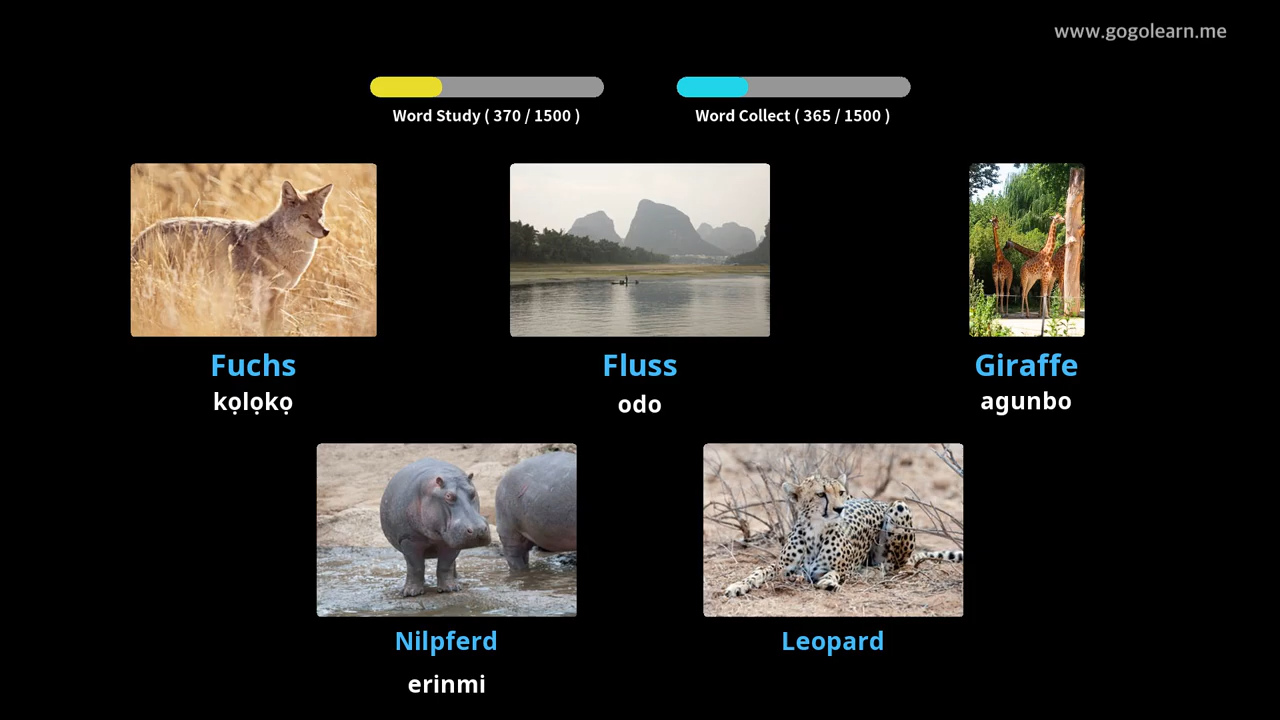 www.gogolearn.me
Word Study ( 370 / 1500 )
Word Collect ( 365 / 1500 )
Fuchs
kọlọkọ
Fluss
odo
Giraffe
agunbo
Nilpferd
erinmi
Leopard